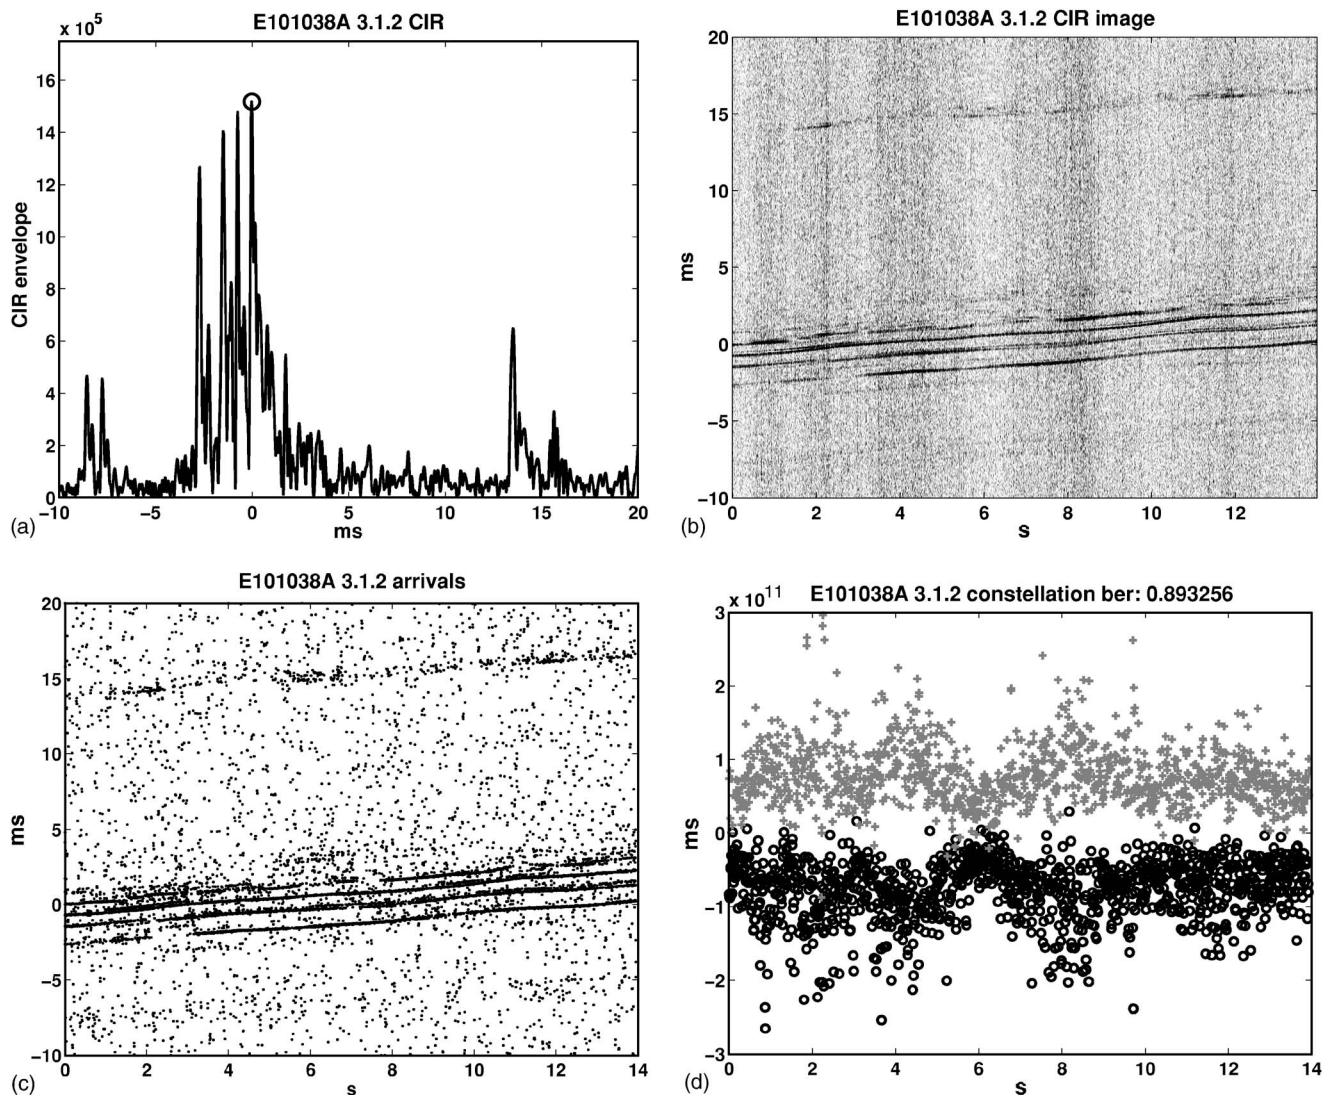 E101038A 3.1.2 CIR
x 10^5
16
14
12
10
8
6
4
2
0
CIR envelope
−10 −5 0 5 10 15 20
ms
(a)
E101038A 3.1.2 CIR image
20
15
10
5
0
−5
−10
ms
0 2 4 6 8 10 12
s
(b)
E101038A 3.1.2 arrivals
20
15
10
5
0
−5
−10
ms
0 2 4 6 8 10 12 14
s
(c)
x 10^11
E101038A 3.1.2 constellation ber: 0.893256
3
2
1
0
−1
−2
−3
ms
0 2 4 6 8 10 12 14
s
(d)